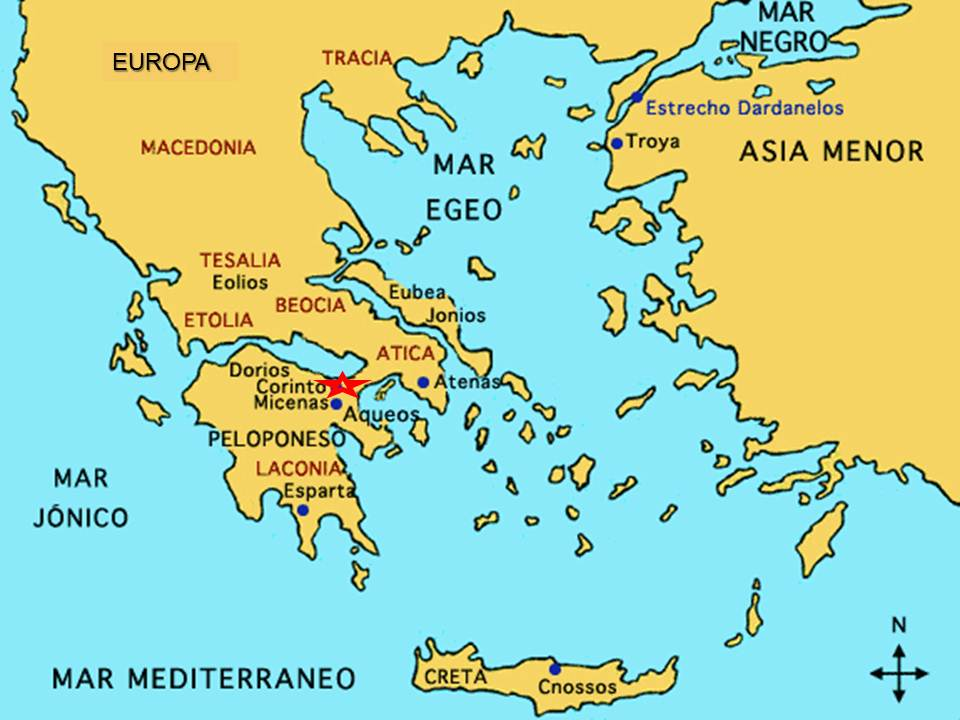 MAR
NEGRO
EUROPA
TRACIA
Estrecho Dardanelos
Troya
ASIA MENOR
MACEDONIA
MAR
EGEO
TESALIA
Eolios
BEOCIA
Eubea
Jonios
ETOLIA
ATICA
Dorios
Corinto
Atenas
Micenas
Aqueos
PELOPONESO
LACONIA
Esparta
MAR
JÓNICO
N
MAR MEDITERRANEO
CRETA
Cnossos